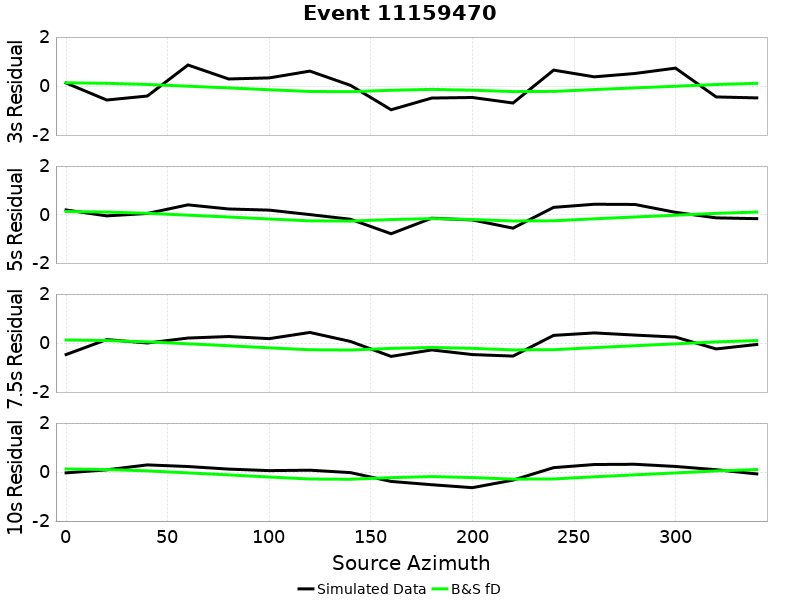 Event 11159470
3s Residual
2
0
-2
5s Residual
2
0
-2
7.5s Residual
2
0
-2
10s Residual
2
0
-2
0 50 100 150 200 250 300
Source Azimuth
Simulated Data B&S fD